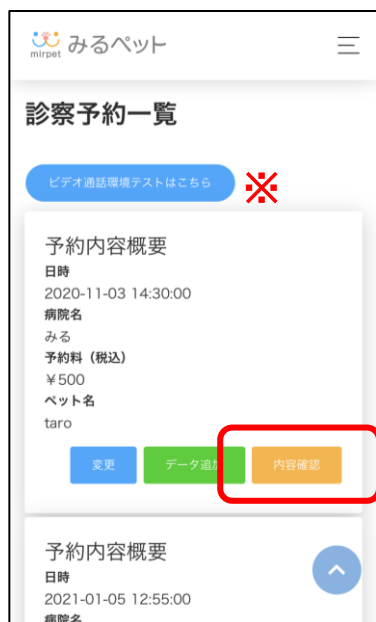 みるペット
mirpet
診察予約一覧
ビデオ通話環境テストはこちら
※
予約内容概要
日時
2020-11-03 14:30:00
病院名
みる
予約料（税込）
￥500
ペット名
taro
変更
データ追加
内容確認
予約内容概要
日時
2021-01-05 12:55:00
病院名